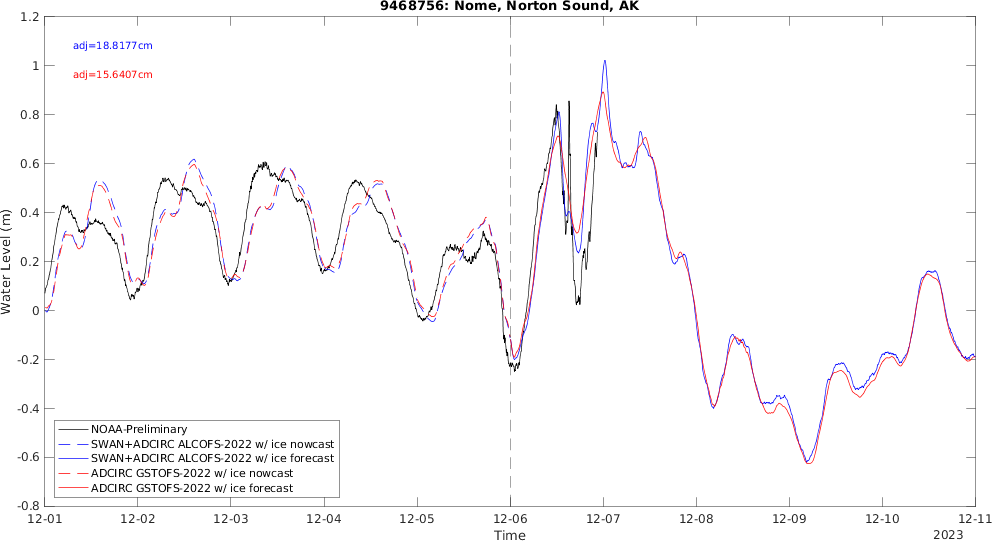 9468756: Nome, Norton Sound, AK
adj=18.8177cm
adj=15.6407cm
Water Level (m)
1.2
1
0.8
0.6
0.4
0.2
0
-0.2
-0.4
-0.6
-0.8
NOAA-Preliminary
SWAN+ADCIRC ALCOFS-2022 w/ ice nowcast
SWAN+ADCIRC ALCOFS-2022 w/ ice forecast
ADCIRC GSTOFS-2022 w/ ice nowcast
ADCIRC GSTOFS-2022 w/ ice forecast
12-01 12-02 12-03 12-04 12-05 12-06 12-07 12-08 12-09 12-10 12-11
Time
2023